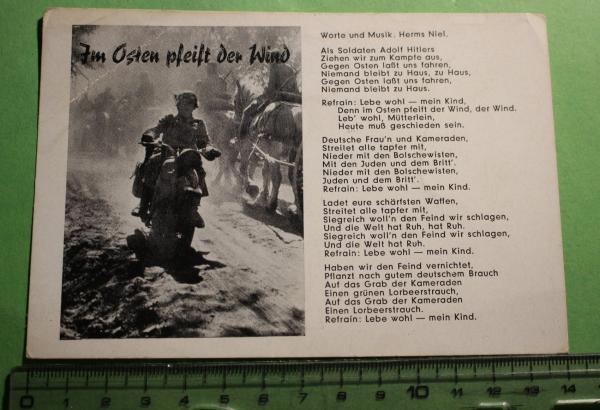 Im Osten pfeift der Wind
Worte und Musik. Herms Niel.
Als Soldaten Adolf Hitlers
Ziehen wir zum Kampfe aus,
Gegen Osten laßt uns fahren,
Niemand bleibt zu Haus, zu Haus,
Gegen Osten laßt uns fahren,
Niemand bleibt zu Haus.
Refrain: Lebe wohl — mein Kind,
Denn im Osten pfeift der Wind, der Wind.
Leb' wohl, Mütterlein,
Heute muß geschieden sein.
Deutsche Frau'n und Kameraden,
Streitet alle tapfer mit,
Nieder mit den Bolschewisten,
Mit den Juden und dem Britt'.
Nieder mit den Bolschewisten,
Juden und dem Britt'.
Refrain: Lebe wohl — mein Kind.
Ladet eure schärfsten Waffen,
Streitet alle tapfer mit,
Siegreich woll'n den Feind wir schlagen,
Und die Welt hat Ruh, hat Ruh.
Siegreich woll'n den Feind wir schlagen,
Und die Welt hat Ruh.
Refrain: Lebe wohl — mein Kind.
Haben wir den Feind vernichtet,
Pflanzt nach gutem deutschem Brauch
Auf das Grab der Kameraden
Einen grünen Lorbeerstrauch,
Auf das Grab der Kameraden
Einen Lorbeerstrauch.
Refrain: Lebe wohl — mein Kind.
0 1 2 3 4 5 6 7 8 9 10 11 12 13 14